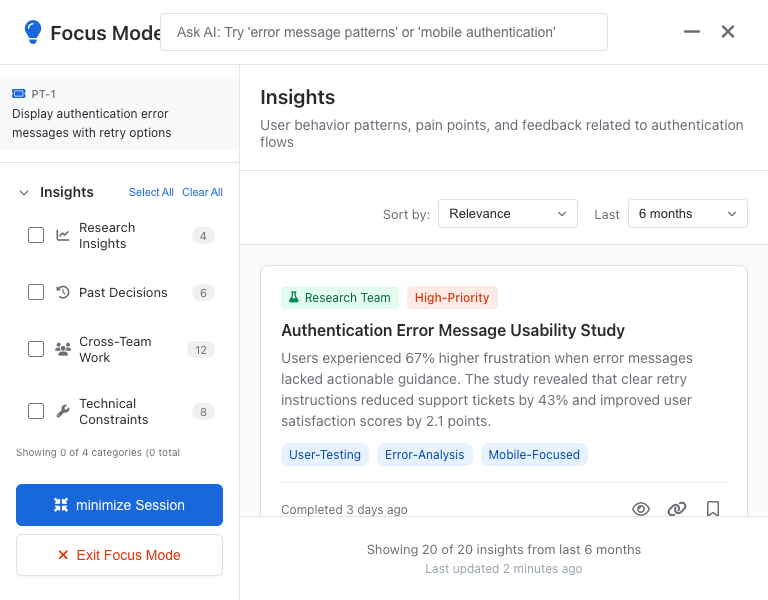 Focus Mode
Ask AI: Try 'error message patterns' or 'mobile authentication'
PT-1
Display authentication error
messages with retry options
Insights
Select All
Clear All
Research
Insights
4
Past Decisions
6
Cross-Team
Work
12
Technical
Constraints
8
Showing 0 of 4 categories (0 total
minimize Session
Exit Focus Mode
Insights
User behavior patterns, pain points, and feedback related to authentication
flows
Sort by:
Relevance
Last
6 months
Research Team
High-Priority
Authentication Error Message Usability Study
Users experienced 67% higher frustration when error messages
lacked actionable guidance. The study revealed that clear retry
instructions reduced support tickets by 43% and improved user
satisfaction scores by 2.1 points.
User-Testing
Error-Analysis
Mobile-Focused
Completed 3 days ago
Showing 20 of 20 insights from last 6 months
Last updated 2 minutes ago